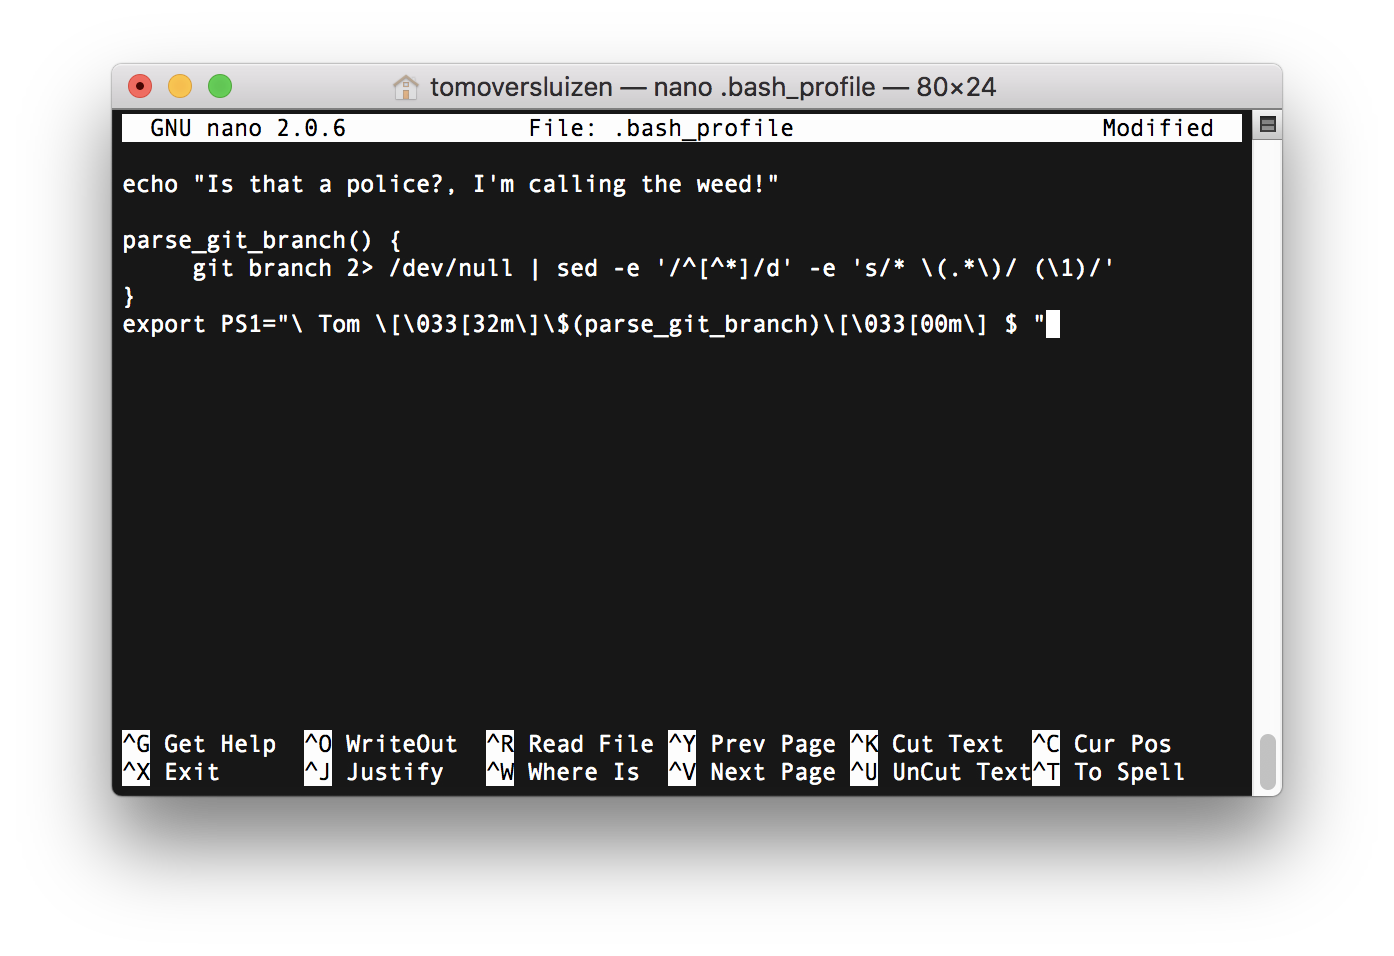 tomoversluizen — nano .bash_profile — 80×24
GNU nano 2.0.6 File: .bash_profile Modified
echo "Is that a police?, I'm calling the weed!"
parse_git_branch() {
git branch 2> /dev/null | sed -e '/^[^*]/d' -e 's/* \(.*\)/ (\1)/'
}
export PS1="\ Tom \[\033[32m\]\$(parse_git_branch)\[\033[00m\] $ "
^G Get Help ^O WriteOut ^R Read File ^Y Prev Page ^K Cut Text ^C Cur Pos
^X Exit ^J Justify ^W Where Is ^V Next Page ^U UnCut Text ^T To Spell